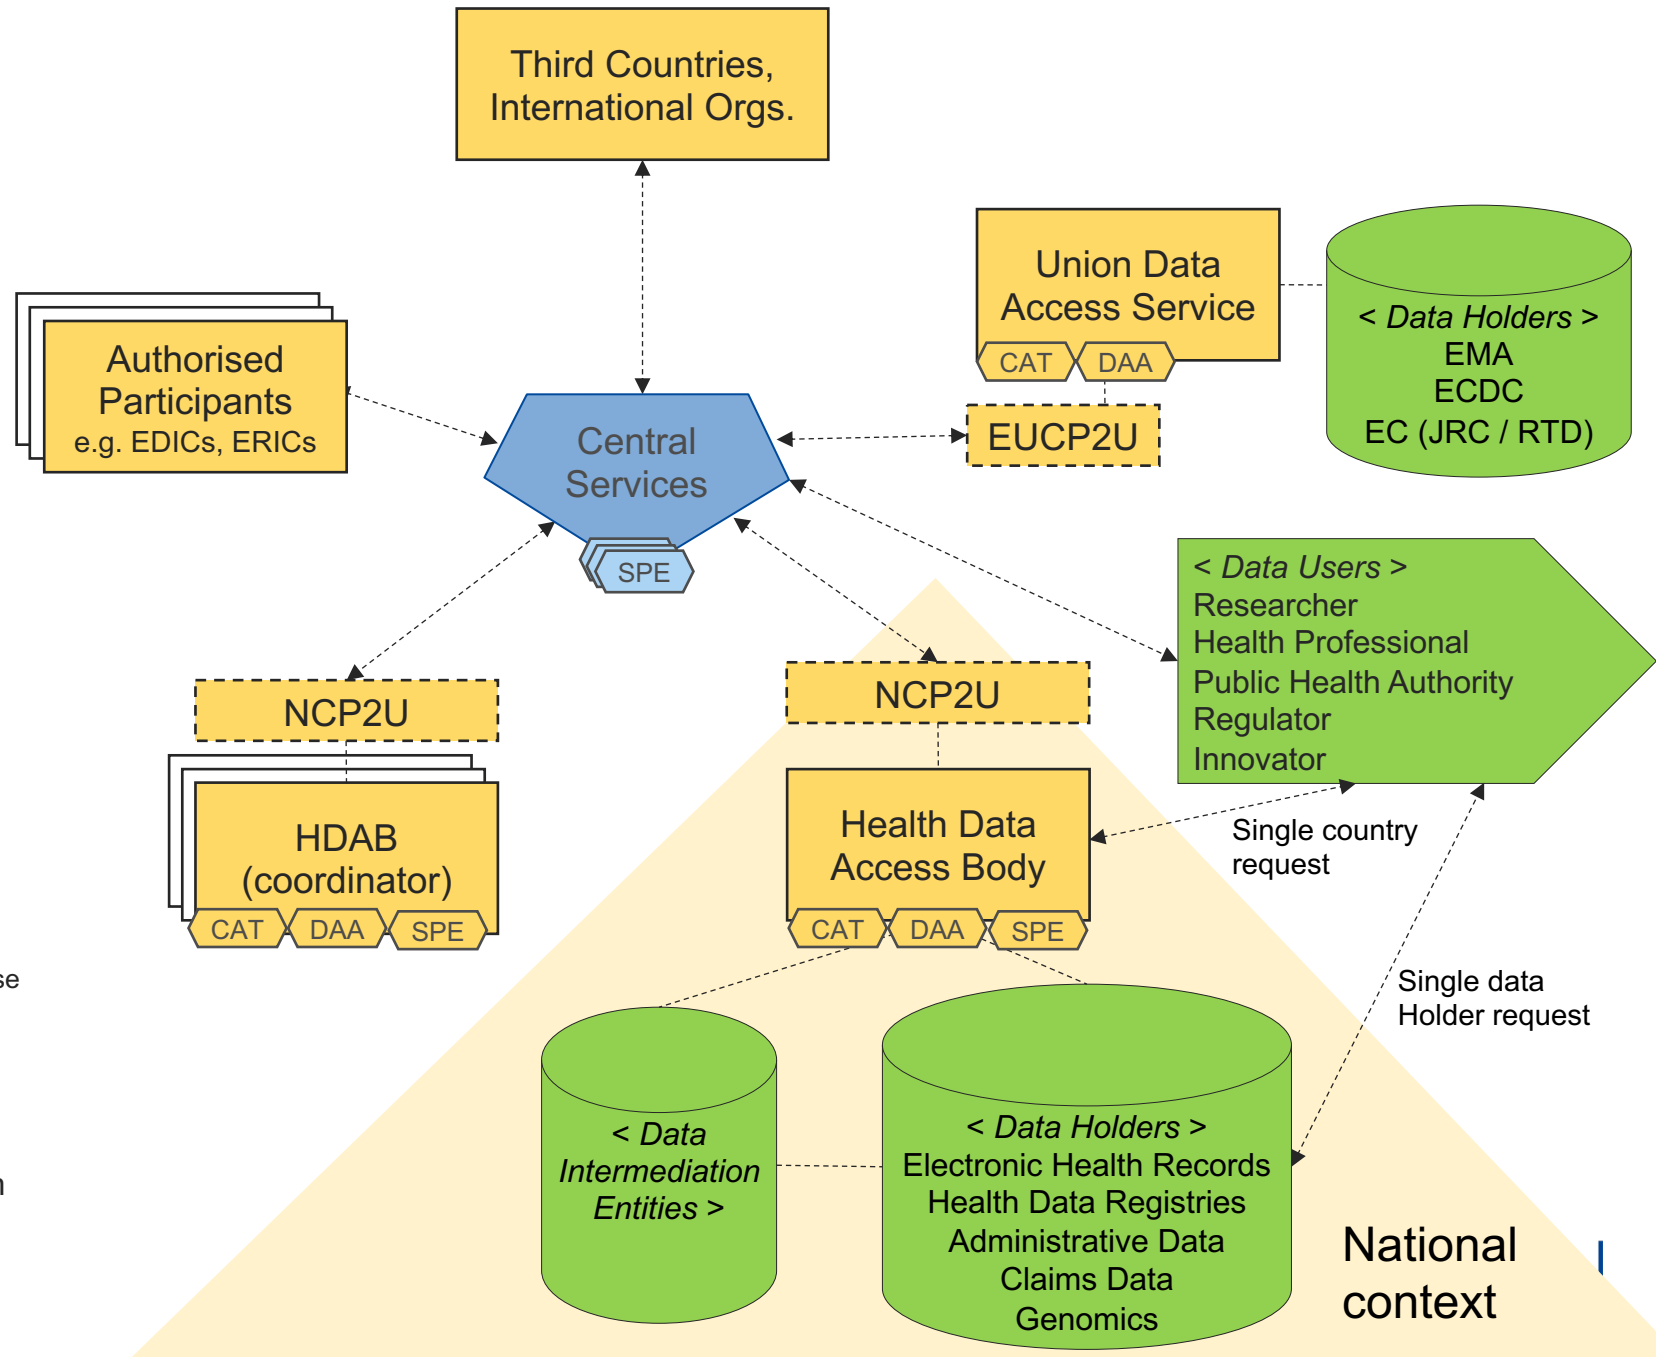 Third Countries,
International Orgs.
Union Data
Access Service
CAT
DAA
EUCP2U
< Data Holders >
EMA
ECDC
EC (JRC / RTD)
Authorised
Participants
e.g. EDICs, ERICs
Central
Services
SPE
< Data Users >
Researcher
Health Professional
Public Health Authority
Regulator
Innovator
NCP2U
HDAB
(coordinator)
CAT
DAA
SPE
NCP2U
Health Data
Access Body
CAT
DAA
SPE
Single country
request
Single data
Holder request
< Data
Intermediation
Entities >
< Data Holders >
Electronic Health Records
Health Data Registries
Administrative Data
Claims Data
Genomics
National
context